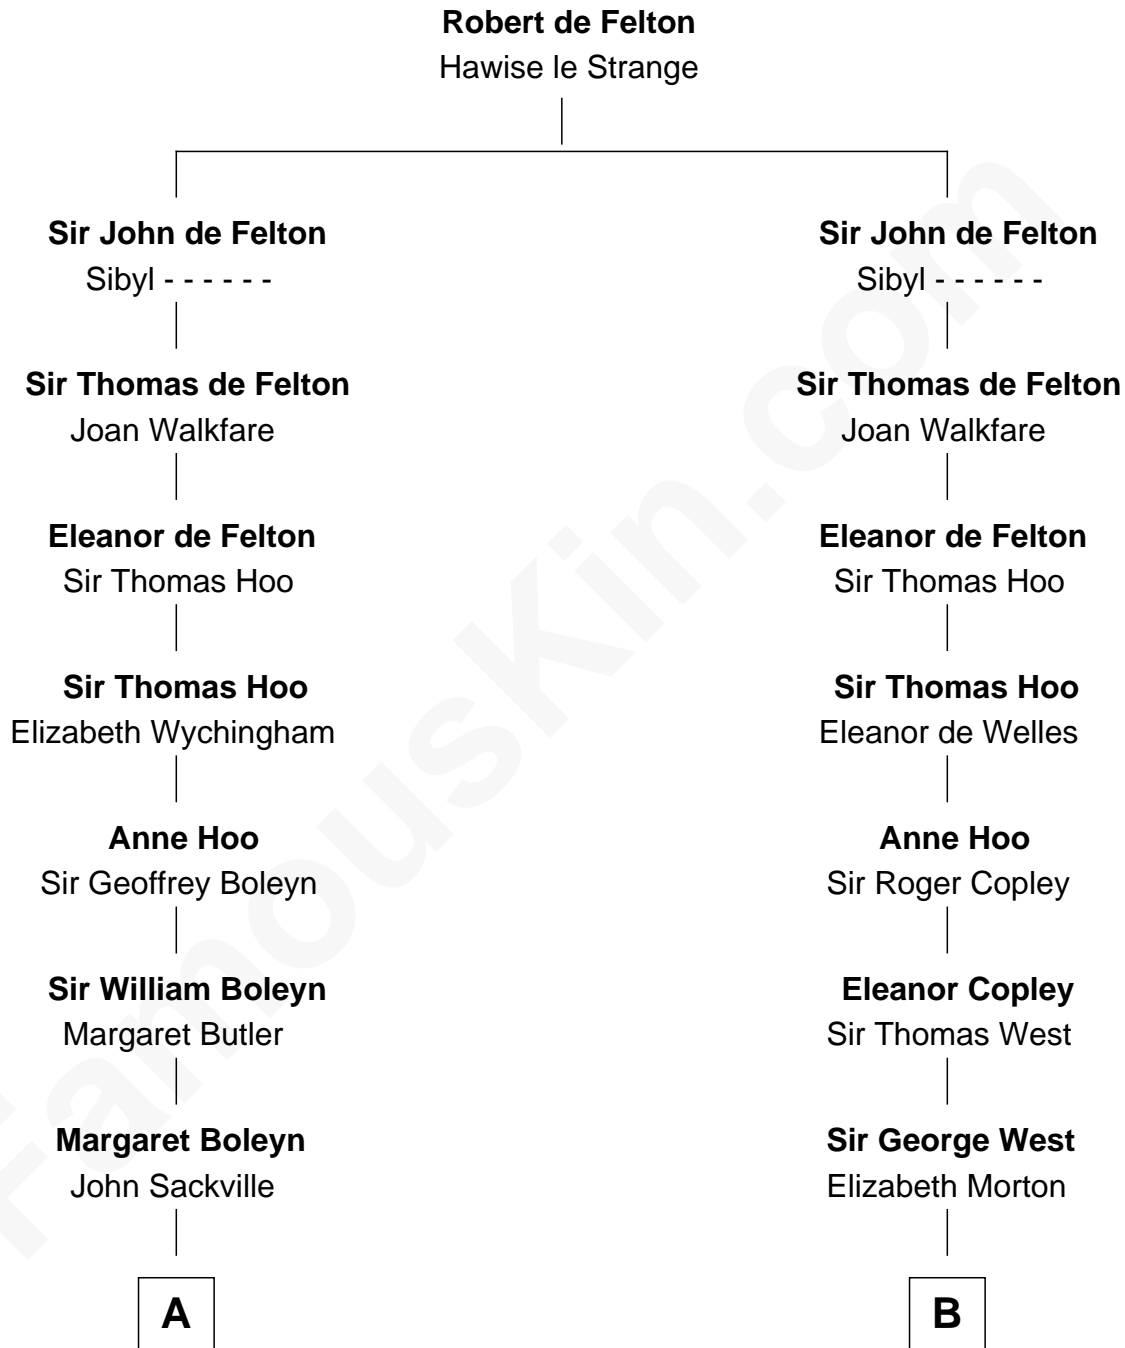 Robert de Felton
Hawise le Strange
Sir John de Felton
Sibyl - - - - - -
Sir John de Felton
Sibyl - - - - - -
Sir Thomas de Felton
Joan Walkfare
Sir Thomas de Felton
Joan Walkfare
Eleanor de Felton
Sir Thomas Hoo
Eleanor de Felton
Sir Thomas Hoo
Sir Thomas Hoo
Elizabeth Wychingham
Sir Thomas Hoo
Eleanor de Welles
Anne Hoo
Sir Geoffrey Boleyn
Anne Hoo
Sir Roger Copley
Sir William Boleyn
Margaret Butler
Eleanor Copley
Sir Thomas West
Margaret Boleyn
John Sackville
Sir George West
Elizabeth Morton
A
B
FamousKin.com